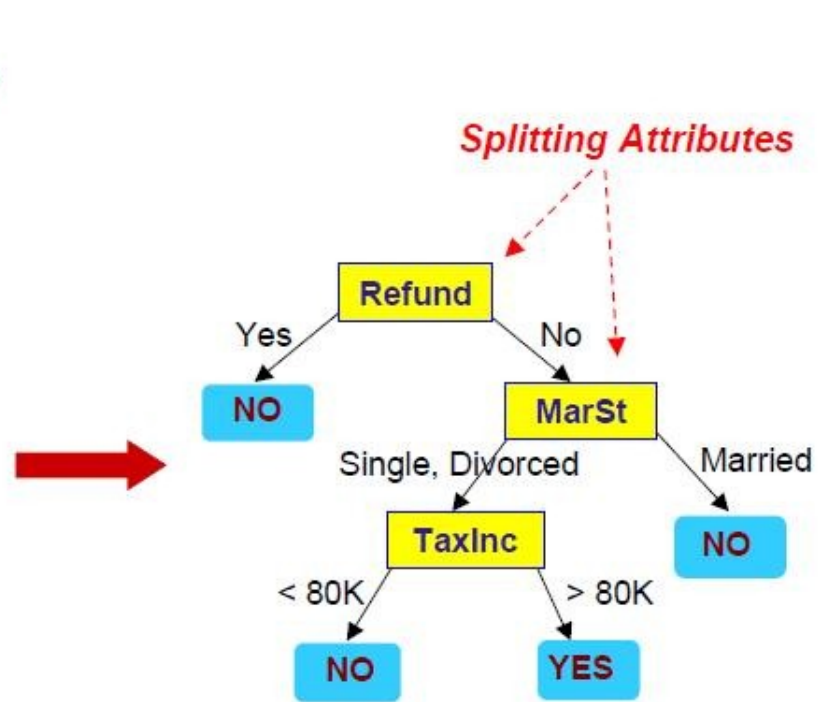 Splitting Attributes
Refund
Yes
No
NO
MarSt
Single, Divorced
Married
TaxInc
NO
< 80K
> 80K
NO
YES